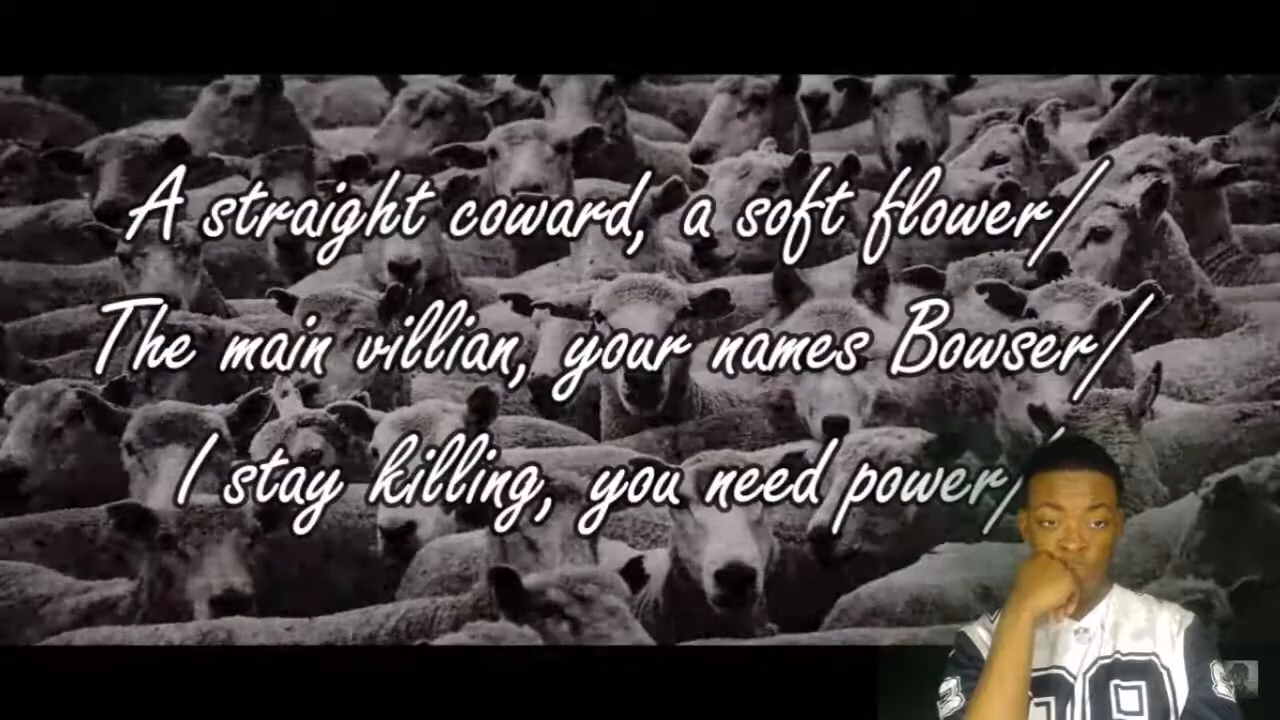 A straight coward, a soft flower/
The main villian, your names Bowser/
I stay killing, you need power/